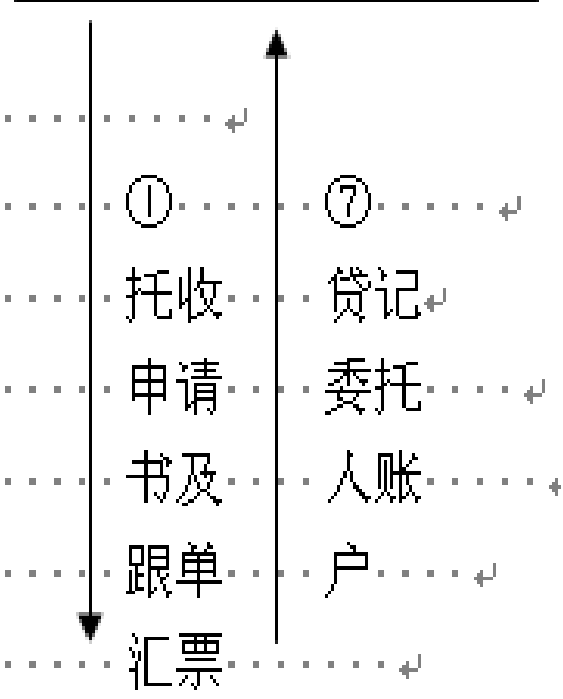 ① ⑦
托收 贷记
申请 委托
书及 人账
跟单 户
汇票